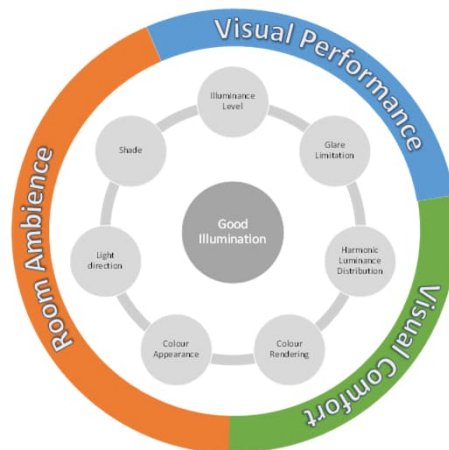 Visual Performance
Illuminance
Level
Shade
Glare
Limitation
Good
Illumination
Room Ambience
Light
direction
Harmonic
Luminance
Distribution
Colour
Appearance
Colour
Rendering
Visual Comfort